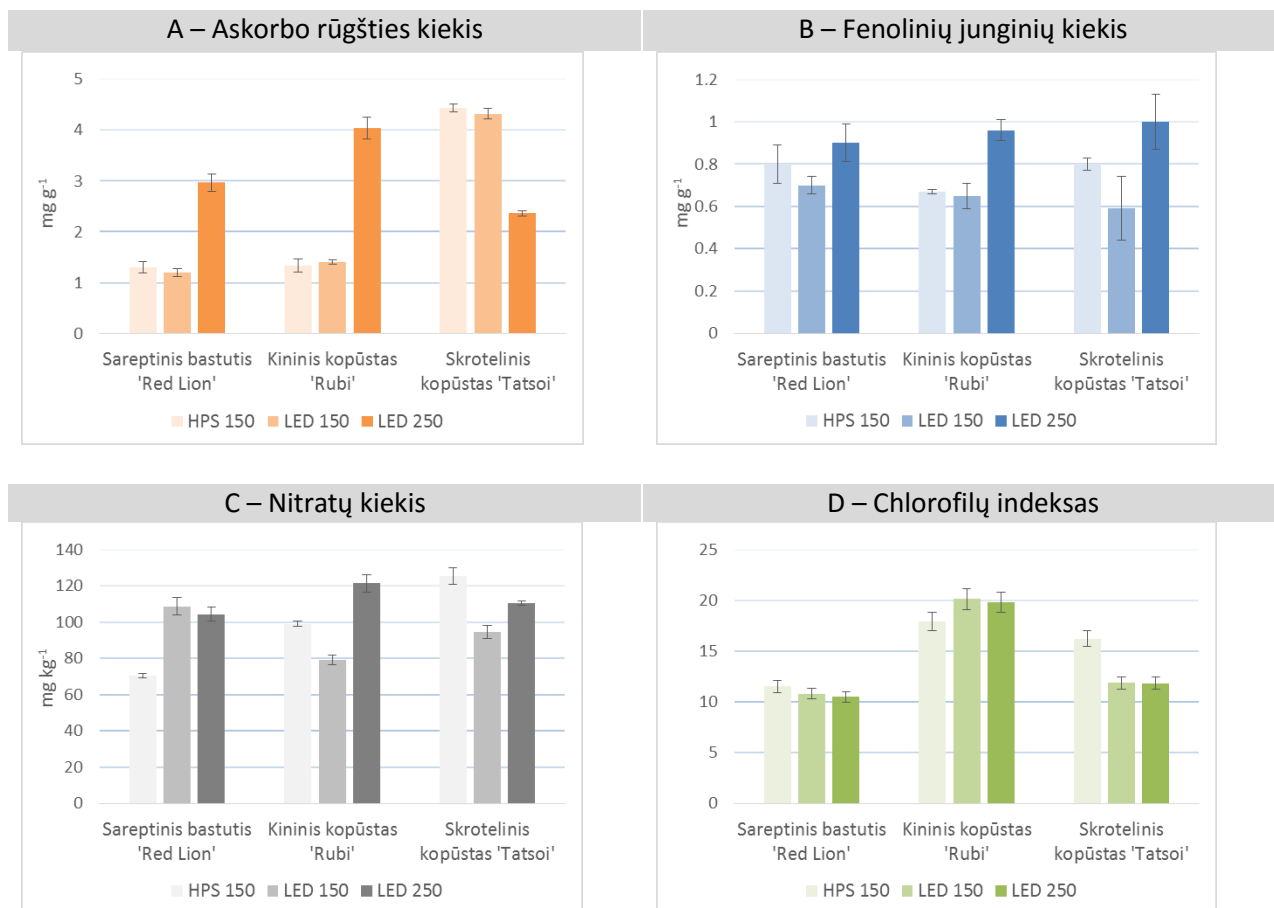 A – Askorbo rūgšties kiekis
5
4
3
2
1
0
mg g-1
Sareptinis bastutis 'Red Lion'
Kininis kopūstas 'Rubi'
Skrotelinis kopūstas 'Tatsoi'
HPS 150 LED 150 LED 250
B – Fenolinių junginių kiekis
1.2
1
0.8
0.6
0.4
0.2
0
mg g-1
Sareptinis bastutis 'Red Lion'
Kininis kopūstas 'Rubi'
Skrotelinis kopūstas 'Tatsoi'
HPS 150 LED 150 LED 250
C – Nitratų kiekis
140
120
100
80
60
40
20
0
mg kg-1
Sareptinis bastutis 'Red Lion'
Kininis kopūstas 'Rubi'
Skrotelinis kopūstas 'Tatsoi'
HPS 150 LED 150 LED 250
D – Chlorofilų indeksas
25
20
15
10
5
0
Sareptinis bastutis 'Red Lion'
Kininis kopūstas 'Rubi'
Skrotelinis kopūstas 'Tatsoi'
HPS 150 LED 150 LED 250